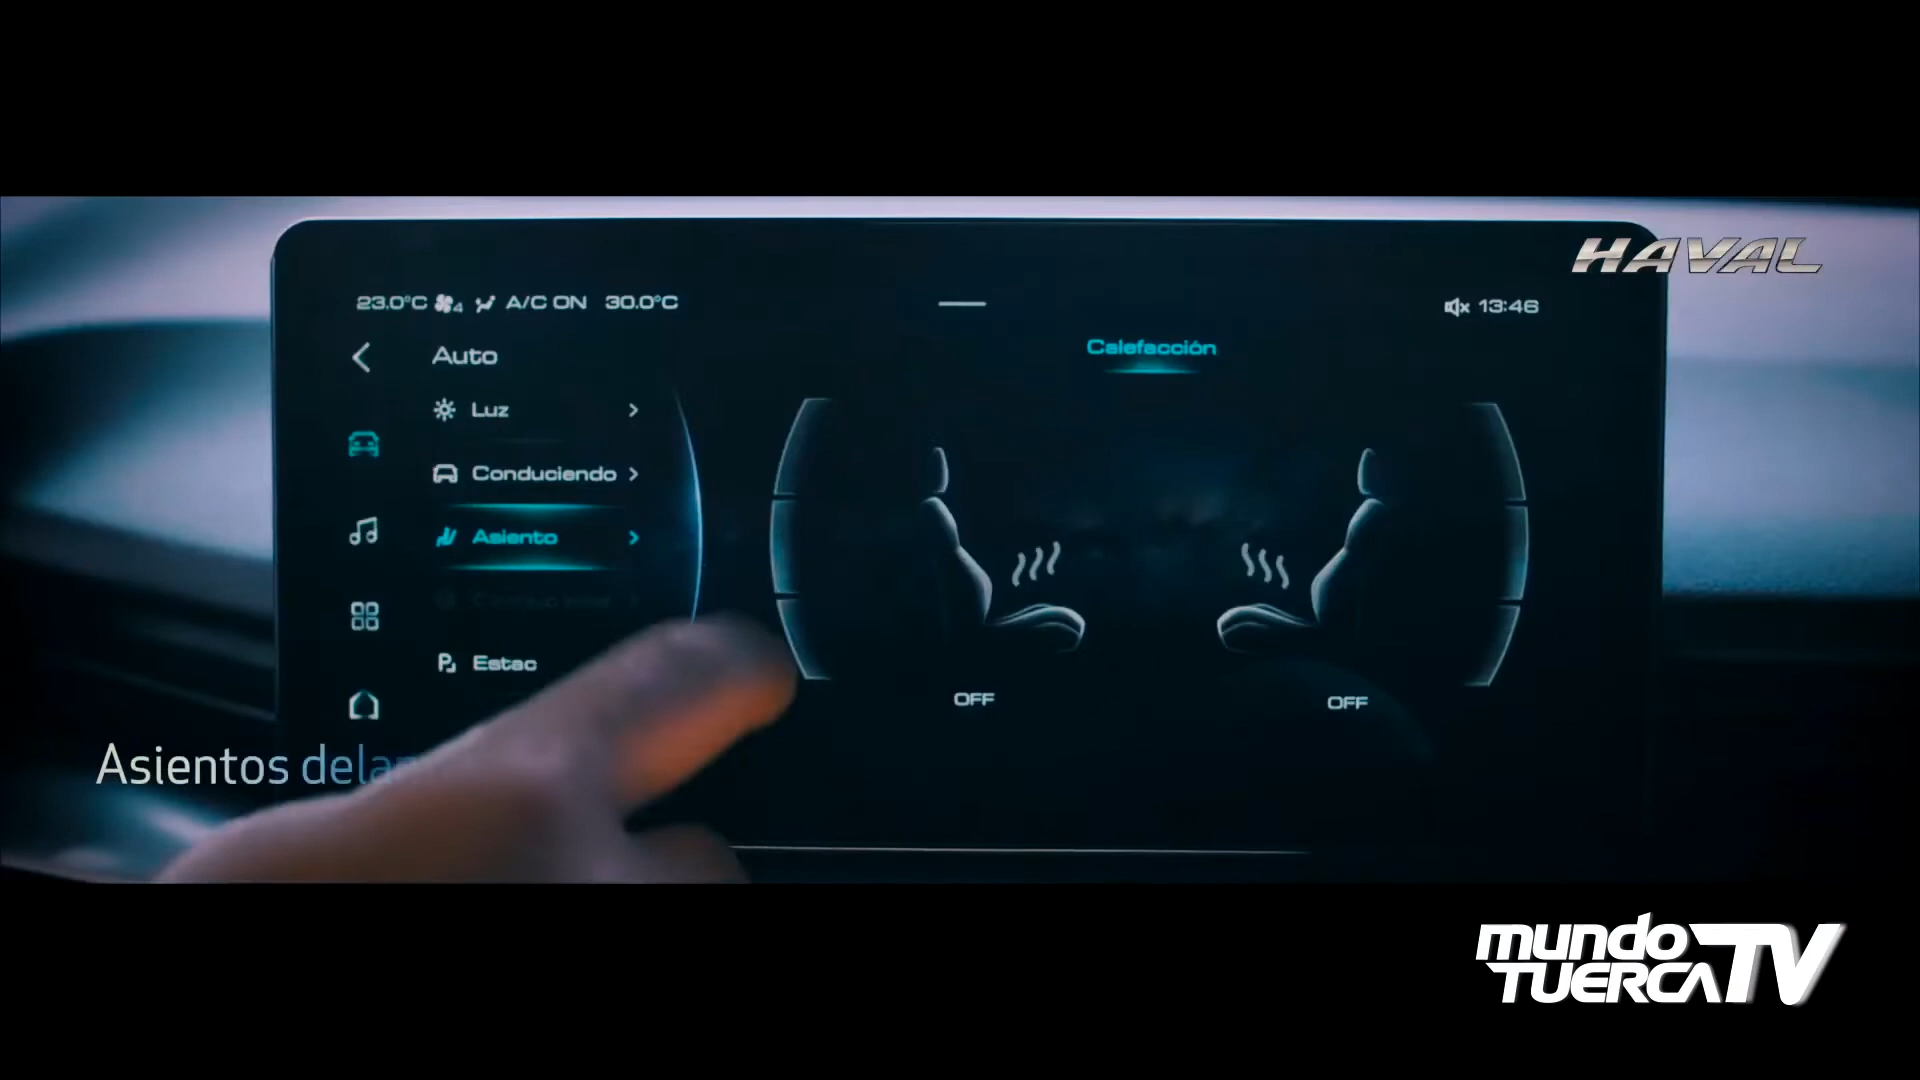 HAVAL
23.0°C 4 A/C ON 30.0°C
13:46
Auto
Calefacción
Luz
Conduciendo
Asiento
Estac
OFF
OFF
Asientos
mundo
TUERCA TV